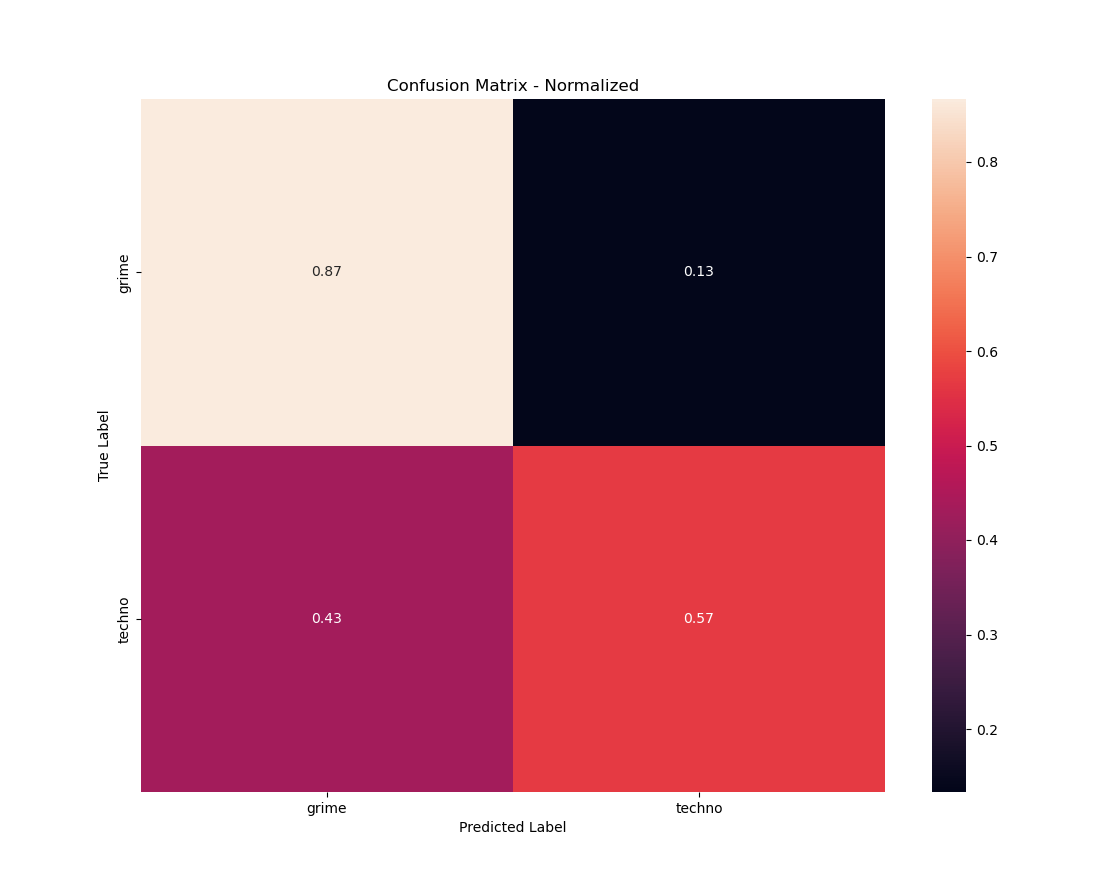 Confusion Matrix - Normalized
True Label
grime
techno
0.87
0.13
0.43
0.57
grime
techno
Predicted Label
0.8
0.7
0.6
0.5
0.4
0.3
0.2